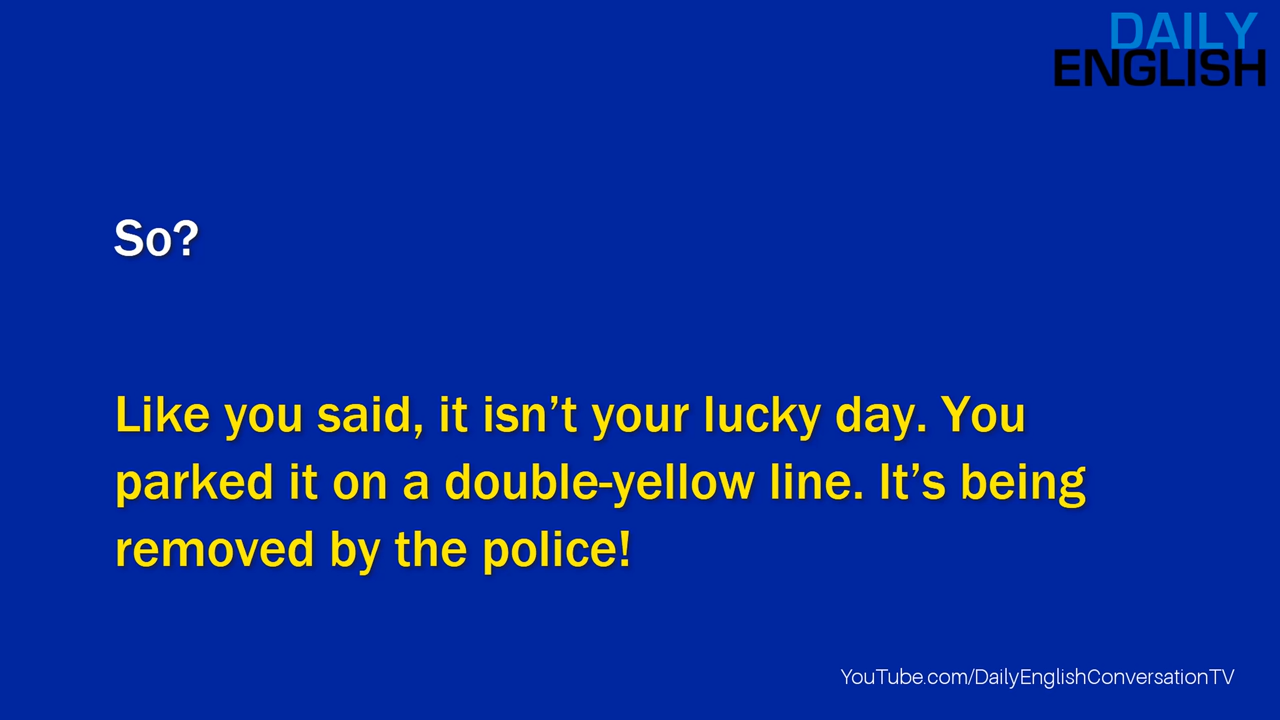 DAILY
ENGLISH
So?
Like you said, it isn’t your lucky day. You
parked it on a double-yellow line. It’s being
removed by the police!
YouTube.com/DailyEnglishConversationTV